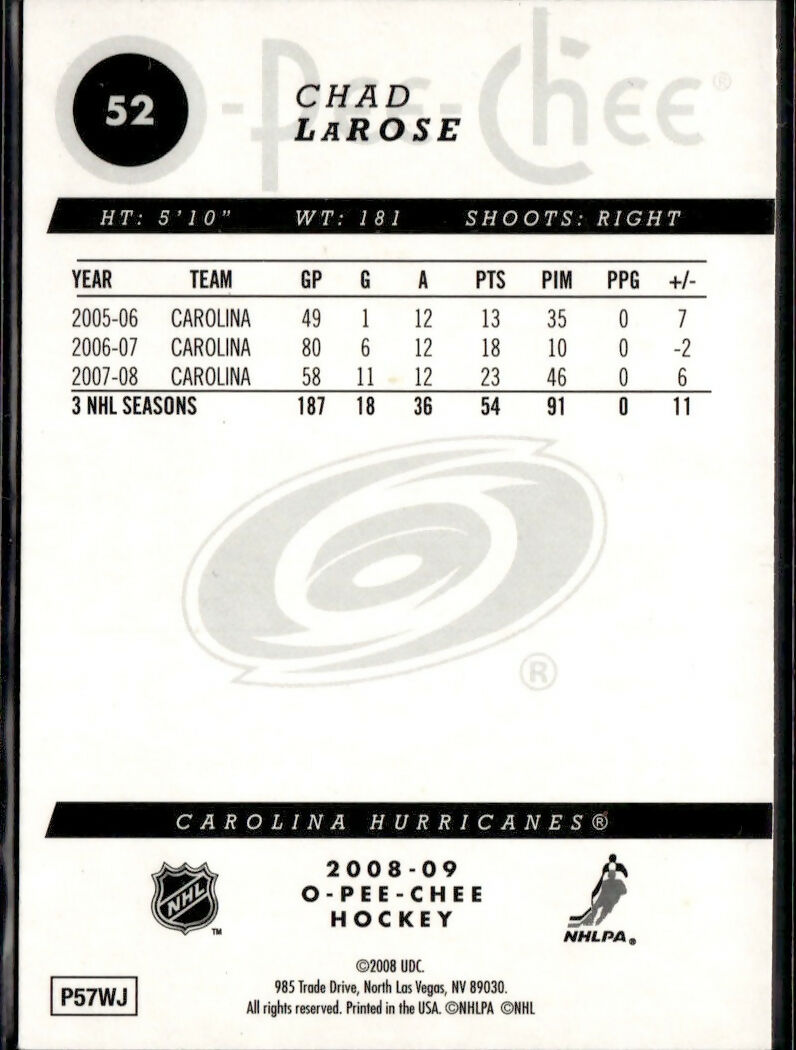 O-Pee-Chee®
52
CHAD
LAROSE
HT: 5'10" WT: 181 SHOOTS: RIGHT
YEAR TEAM GP G A PTS PIM PPG +/-
2005-06 CAROLINA 49 1 12 13 35 0 7
2006-07 CAROLINA 80 6 12 18 10 0 -2
2007-08 CAROLINA 58 11 12 23 46 0 6
3 NHL SEASONS 187 18 36 54 91 0 11
®
CAROLINA HURRICANES®
NHL TM
2008-09
O-PEE-CHEE
HOCKEY
NHLPA®
©2008 UDC.
985 Trade Drive, North Las Vegas, NV 89030.
All rights reserved. Printed in the USA. ©NHLPA ©NHL
P57WJ